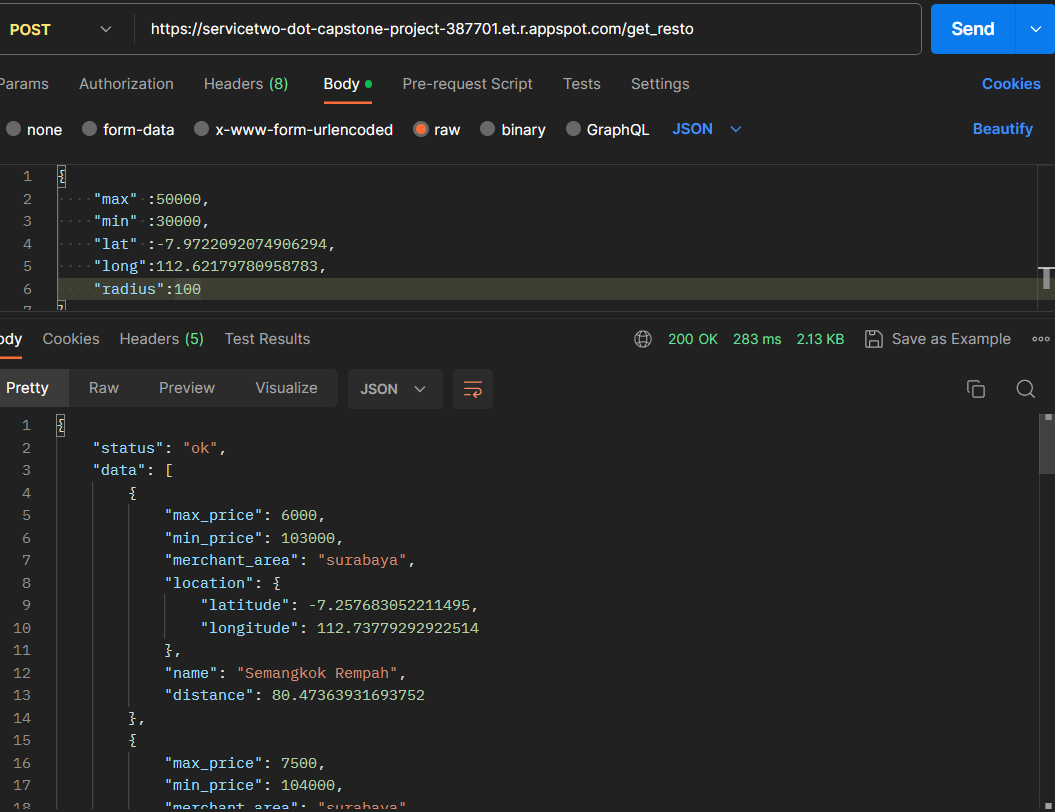 POST https://servicetwo-dot-capstone-project-387701.et.r.appspot.com/get_resto Send
Params Authorization Headers (8) Body Pre-request Script Tests Settings Cookies
none form-data x-www-form-urlencoded raw binary GraphQL JSON Beautify
1 {
2 "max" :50000,
3 "min" :30000,
4 "lat" :-7.9722092074906294,
5 "long":112.62179780958783,
6 "radius":100
7 }
ody Cookies Headers (5) Test Results 200 OK 283 ms 2.13 KB Save as Example
Pretty Raw Preview Visualize JSON
1 {
2 "status": "ok",
3 "data": [
4 {
5 "max_price": 6000,
6 "min_price": 103000,
7 "merchant_area": "surabaya",
8 "location": {
9 "latitude": -7.257683052211495,
10 "longitude": 112.73779292922514
11 },
12 "name": "Semangkok Rempah",
13 "distance": 80.47363931693752
14 },
15 {
16 "max_price": 7500,
17 "min_price": 104000,
18 "merchant_area": "surabaya"